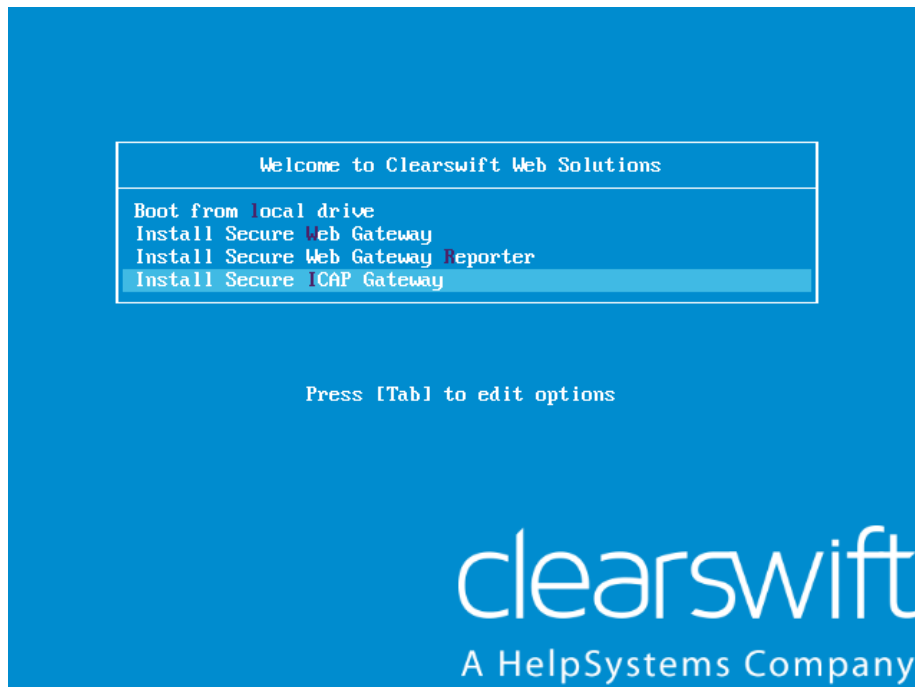 Welcome to Clearswift Web Solutions
Boot from local drive
Install Secure Web Gateway
Install Secure Web Gateway Reporter
Install Secure ICAP Gateway
Press [Tab] to edit options
clearswift
A HelpSystems Company